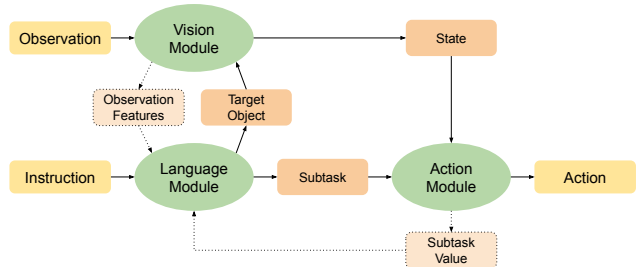 Observation
Vision
Module
State
Observation
Features
Target
Object
Instruction
Language
Module
Subtask
Action
Module
Action
Subtask
Value